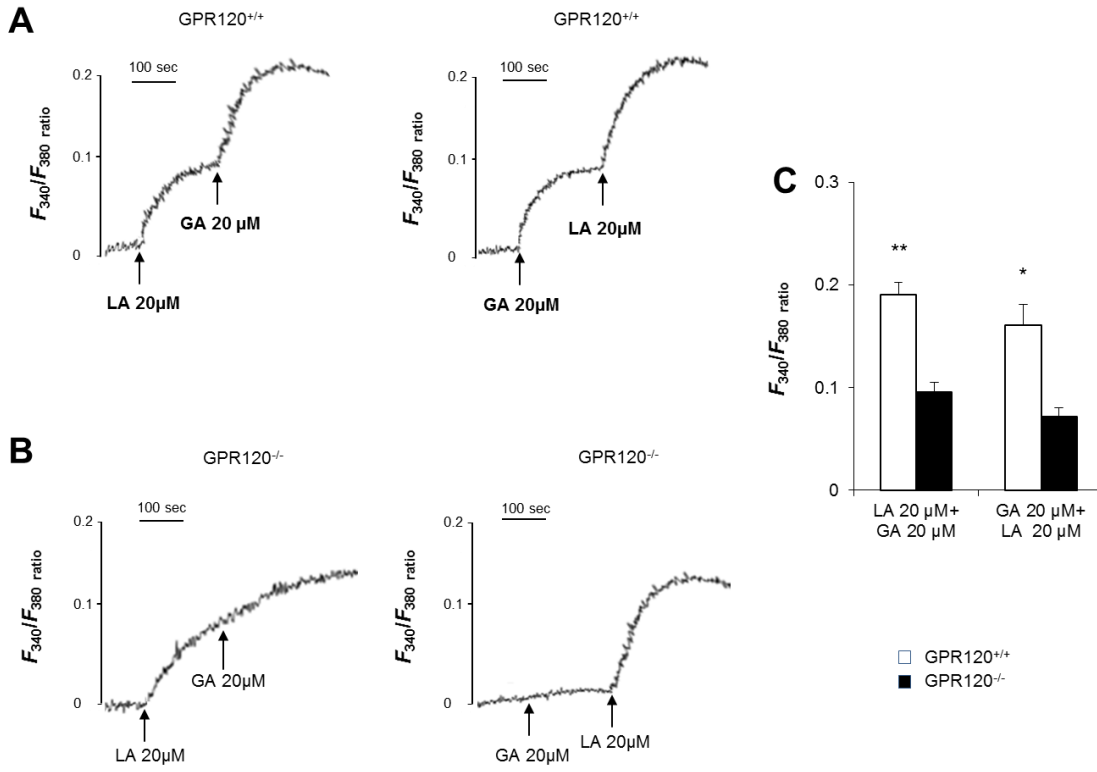 A
GPR120+/+
100 sec
0.2
0.1
0
F340/F380 ratio
LA 20µM
GA 20 µM
GPR120+/+
100 sec
0.2
0.1
0
F340/F380 ratio
GA 20µM
LA 20µM
B
GPR120-/-
100 sec
0.2
0.1
0
F340/F380 ratio
LA 20µM
GA 20µM
GPR120-/-
100 sec
0.2
0.1
0
F340/F380 ratio
GA 20µM
LA 20µM
C
0.3
0.2
0.1
0
F340/F380 ratio
**
*
LA 20 µM+
GA 20 µM
GA 20 µM+
LA 20 µM
GPR120+/+
GPR120-/-